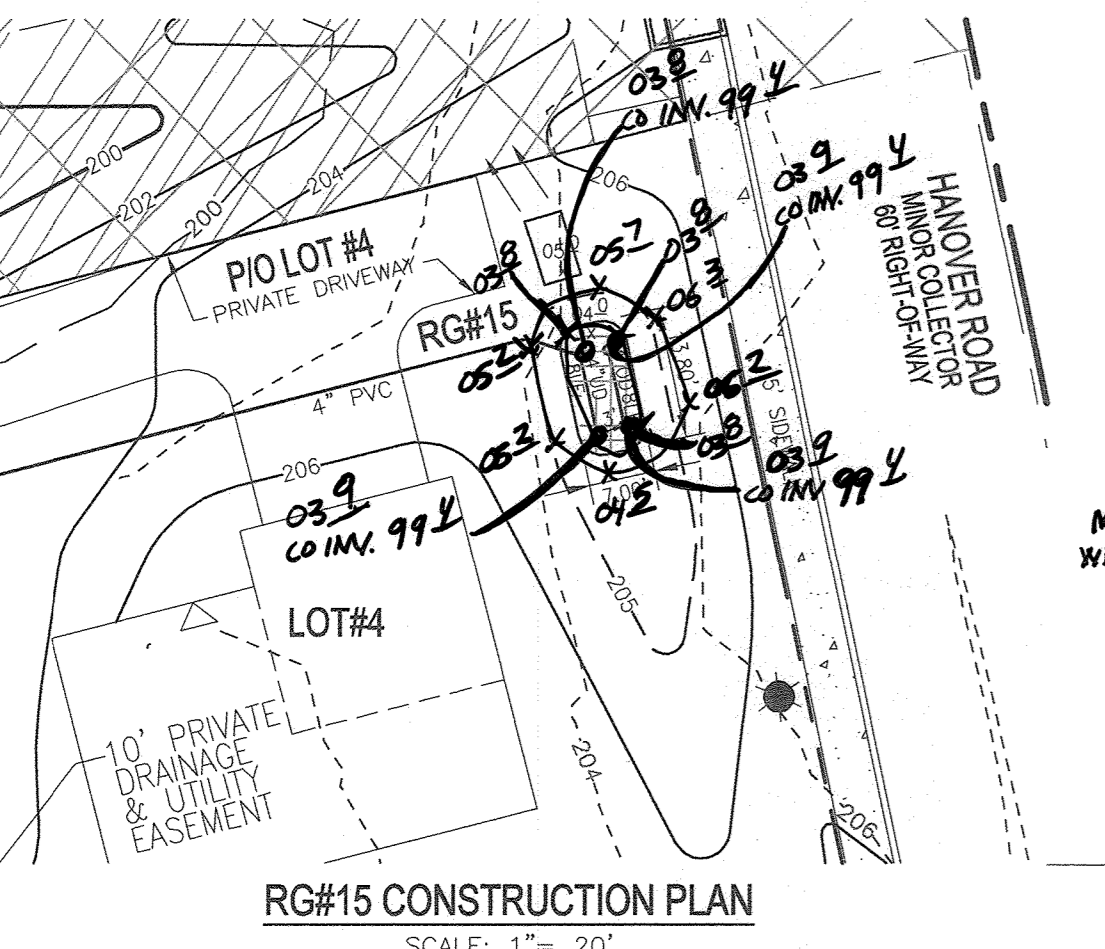 03 8
CO INV. 99 4
03 9
CO INV. 99 4
200
202
200
204
206
P/O LOT #4
PRIVATE DRIVEWAY
HANOVER ROAD
MINOR COLLECTOR
60' RIGHT-OF-WAY
03 8
05 7
03 8
06 3
RG#15
05 2
4" PVC
06 2
05 2
03 8
03 9
CO INV 99 4
04 5
7.00'
3.80'
206
03 9
CO INV. 99 4
205
LOT#4
10' PRIVATE
DRAINAGE
& UTILITY
EASEMENT
204
206
RG#15 CONSTRUCTION PLAN
SCALE: 1"= 20'